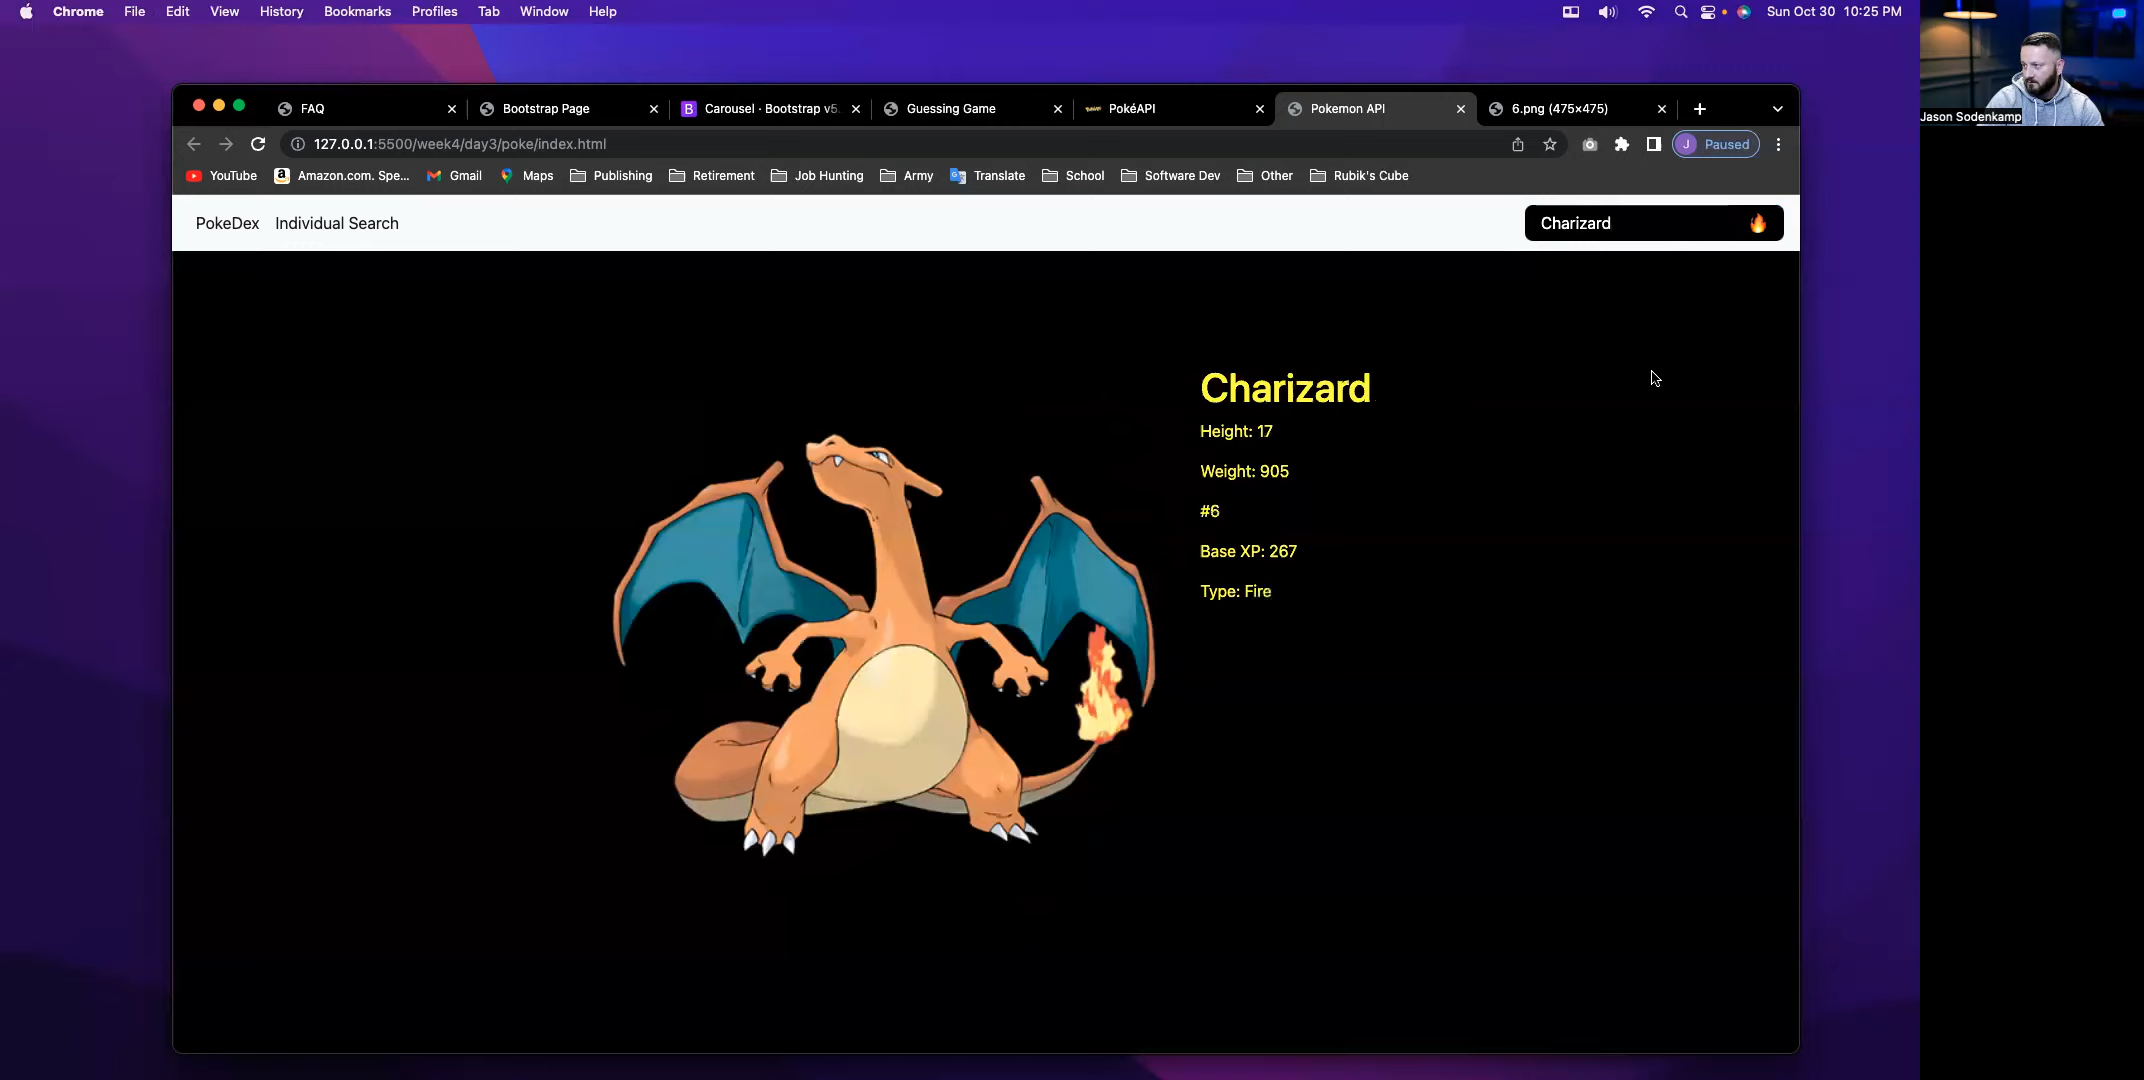 Chrome File Edit View History Bookmarks Profiles Tab Window Help Sun Oct 30 10:25 PM
Jason Sodenkamp
FAQ Bootstrap Page Carousel · Bootstrap v5. Guessing Game PokéAPI Pokemon API 6.png (475×475)
127.0.0.1:5500/week4/day3/poke/index.html J Paused
YouTube Amazon.com. Spe... Gmail Maps Publishing Retirement Job Hunting Army Translate School Software Dev Other Rubik's Cube
PokeDex Individual Search Charizard
Charizard
Height: 17
Weight: 905
#6
Base XP: 267
Type: Fire